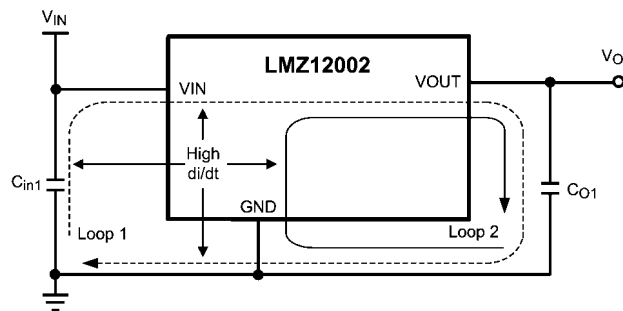 VIN
LMZ12002
VO
VIN
VOUT
High
di/dt
Cin1
CO1
GND
Loop 1
Loop 2